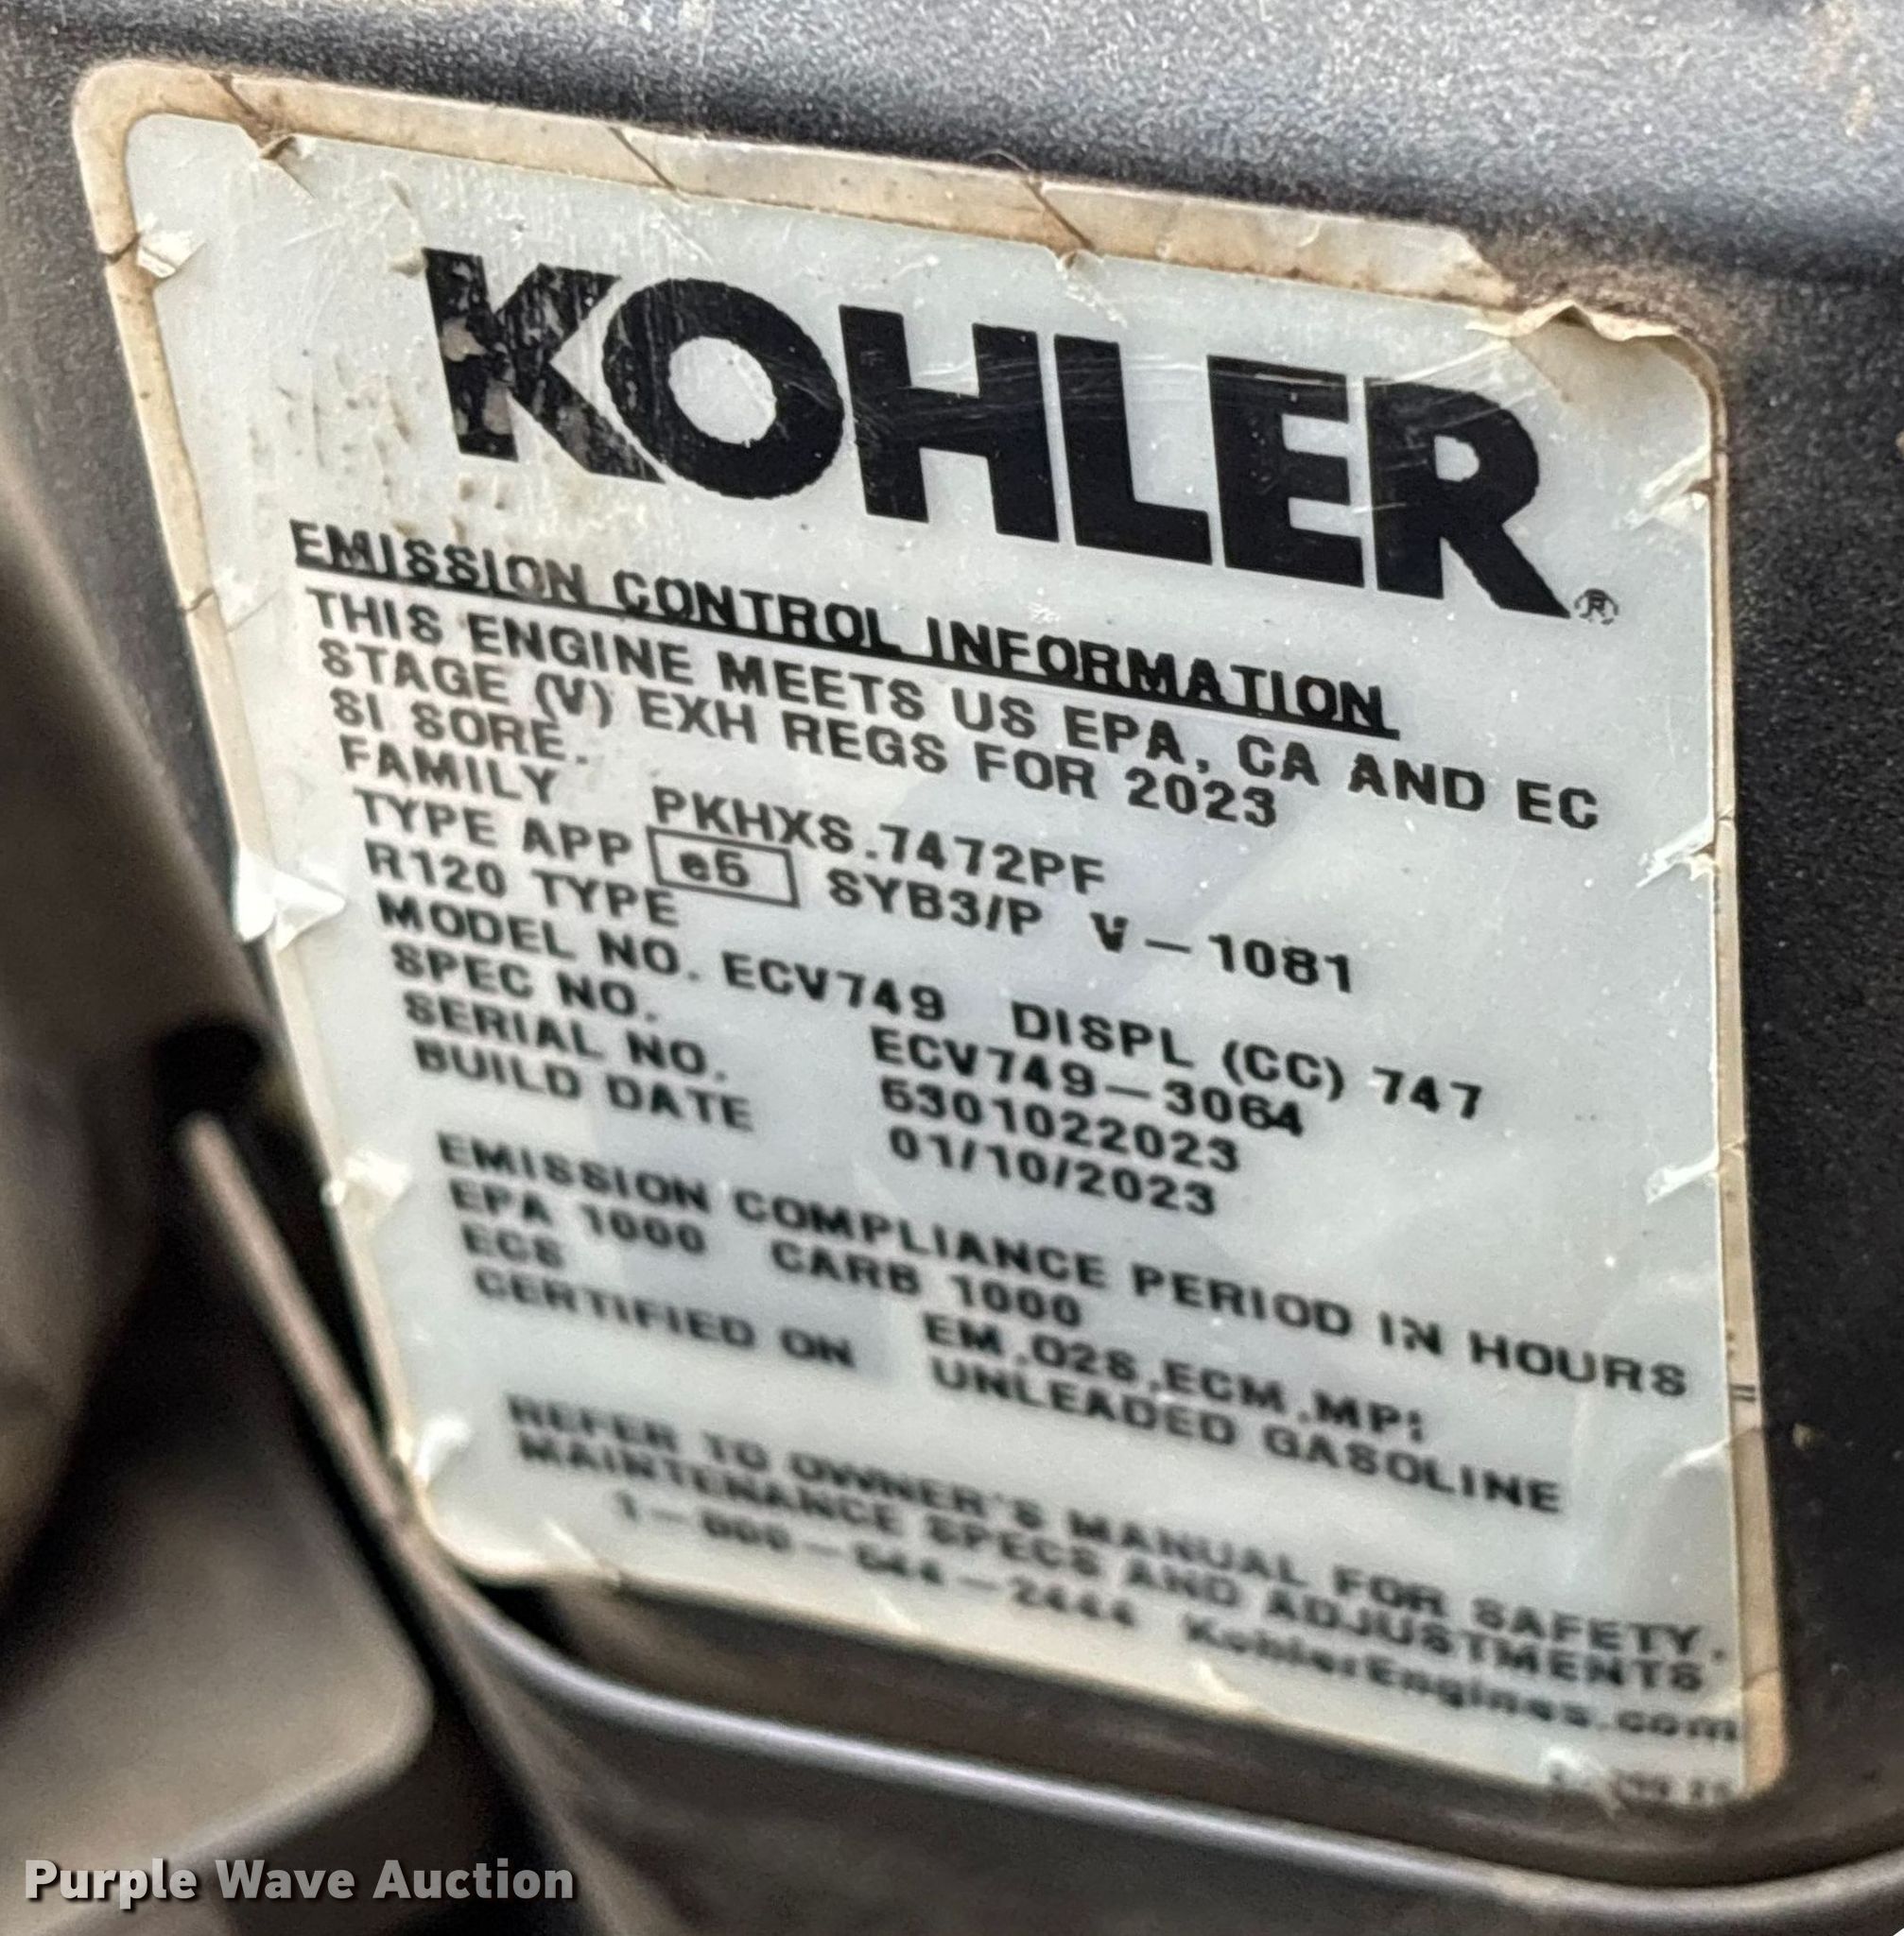 KOHLER®
EMISSION CONTROL INFORMATION
THIS ENGINE MEETS US EPA, CA AND EC
STAGE (V) EXH REGS FOR 2023
SI SORE.
FAMILY PKHXS.7472PF
TYPE APP e5 SYB3/P V-1081
R120 TYPE
MODEL NO. ECV749 DISPL (CC) 747
SPEC NO. ECV749-3064
SERIAL NO. 5301022023
BUILD DATE 01/10/2023
EMISSION COMPLIANCE PERIOD IN HOURS
EPA 1000 CARB 1000
ECS EM,O2S,ECM,MPI
CERTIFIED ON UNLEADED GASOLINE
REFER TO OWNER'S MANUAL FOR SAFETY,
MAINTENANCE SPECS AND ADJUSTMENTS
1-800-544-2444 KohlerEngines.com
Purple Wave Auction